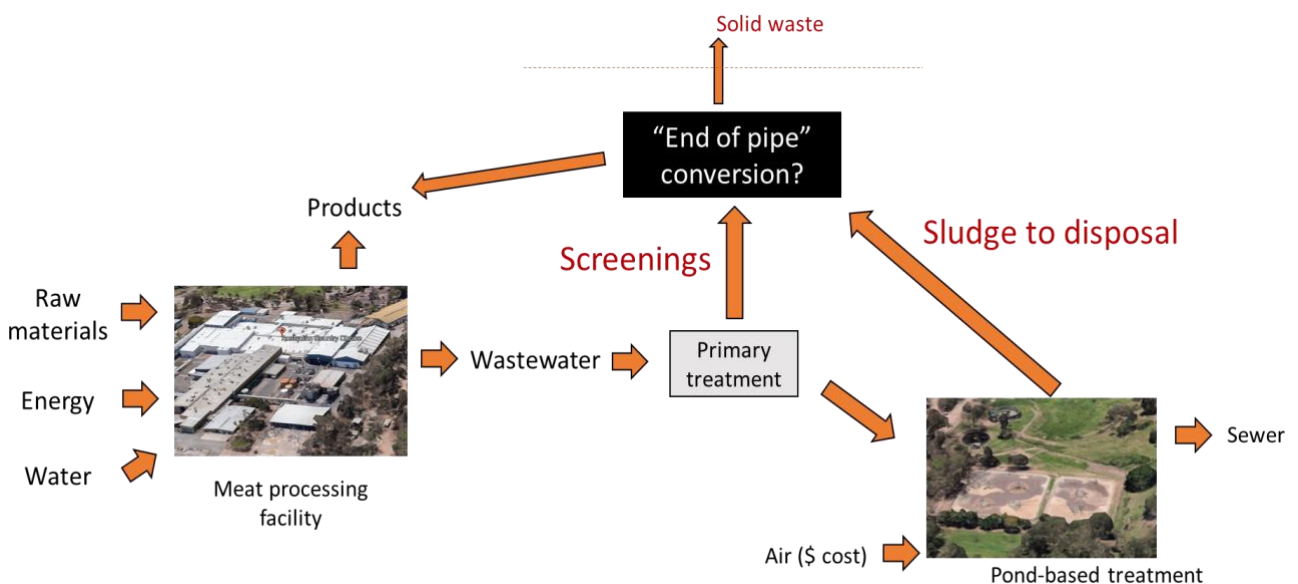 Solid waste
“End of pipe”
conversion?
Products
Sludge to disposal
Screenings
Raw
materials
Energy
Water
Wastewater
Primary
treatment
Sewer
Meat processing
facility
Air ($ cost)
Pond-based treatment